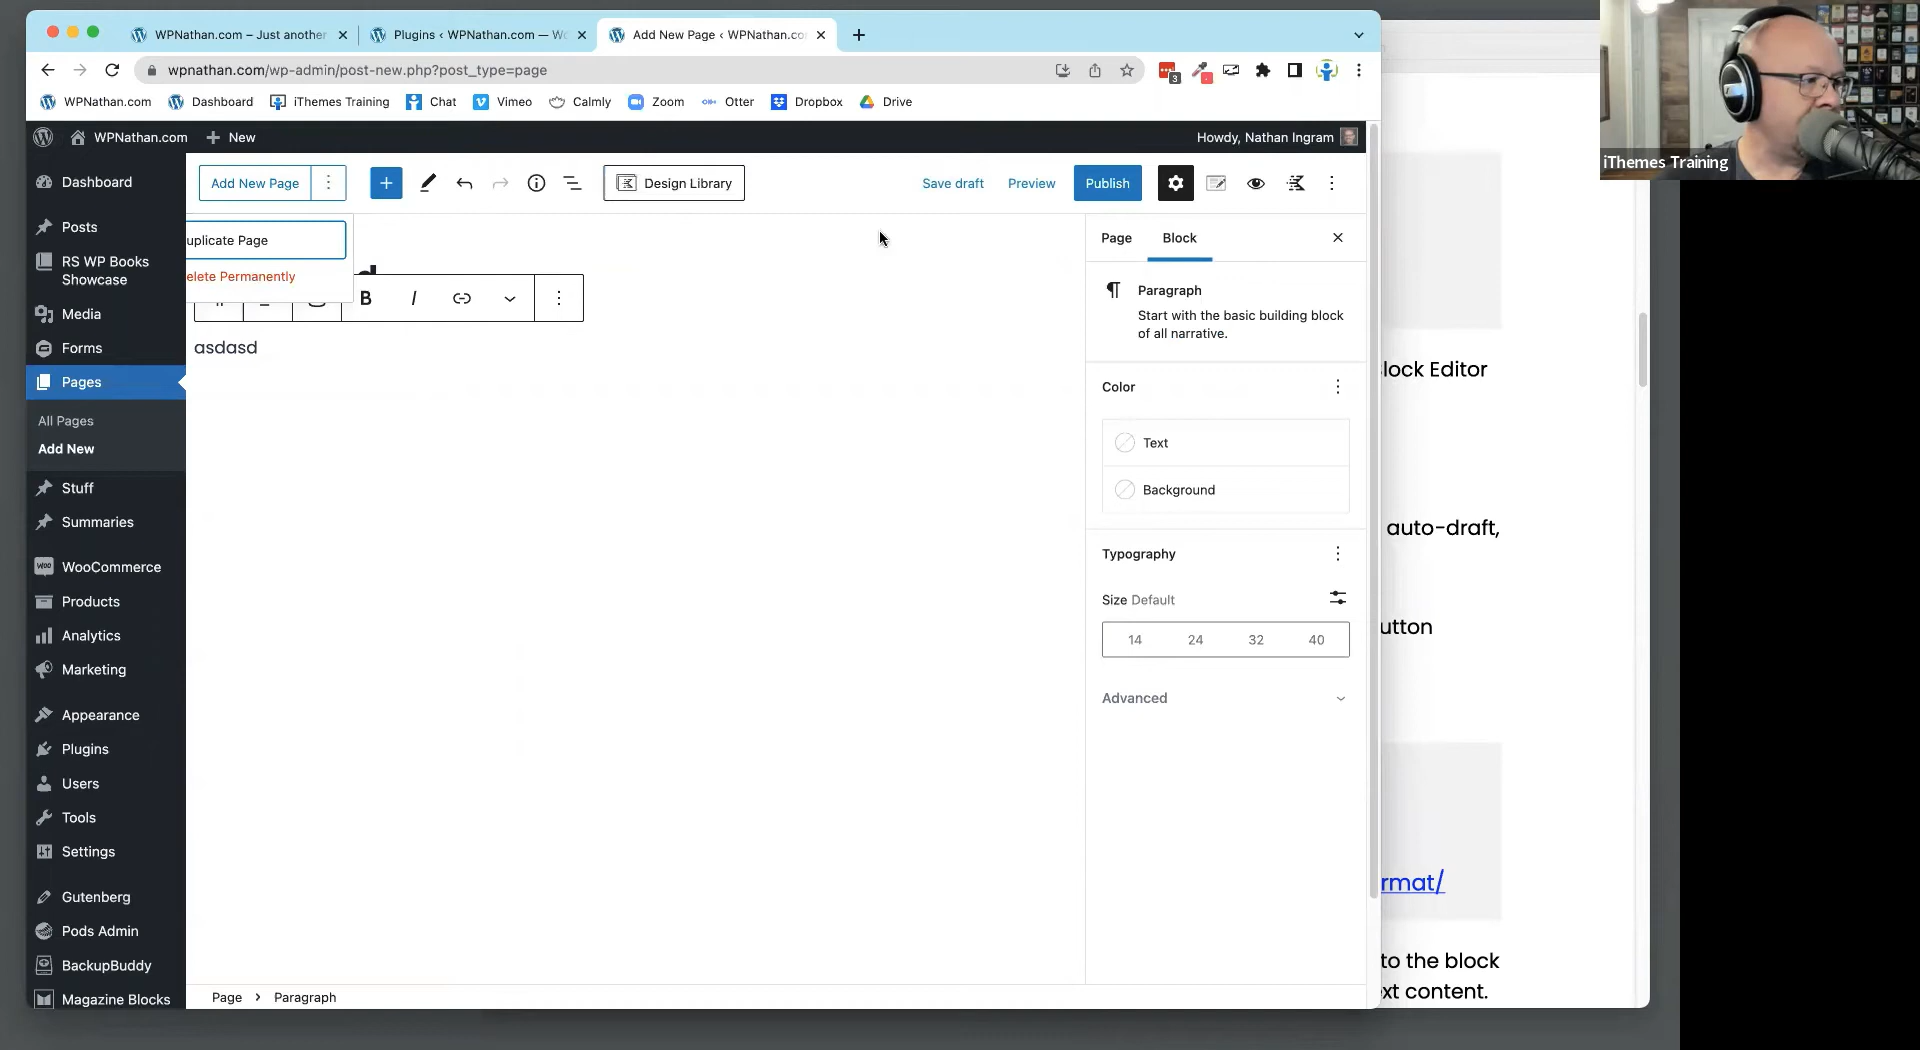 WPNathan.com – Just another
Plugins ‹ WPNathan.com — Wo
Add New Page ‹ WPNathan.co
wpnathan.com/wp-admin/post-new.php?post_type=page
3
WPNathan.com
Dashboard
iThemes Training
Chat
Vimeo
Calmly
Zoom
Otter
Dropbox
Drive
WPNathan.com
New
Howdy, Nathan Ingram
iThemes Training
Add New Page
Design Library
Save draft
Preview
Publish
Dashboard
Posts
RS WP Books
Showcase
Media
Forms
Pages
All Pages
Add New
Stuff
Summaries
WooCommerce
Products
Analytics
Marketing
Appearance
Plugins
Users
Tools
Settings
Gutenberg
Pods Admin
BackupBuddy
Magazine Blocks
uplicate Page
elete Permanently
B I
asdasd
Page
Block
Paragraph
Start with the basic building block
of all narrative.
Color
Text
Background
Typography
Size Default
14 24 32 40
Advanced
Page > Paragraph
lock Editor
auto-draft,
utton
rmat/
to the block
xt content.